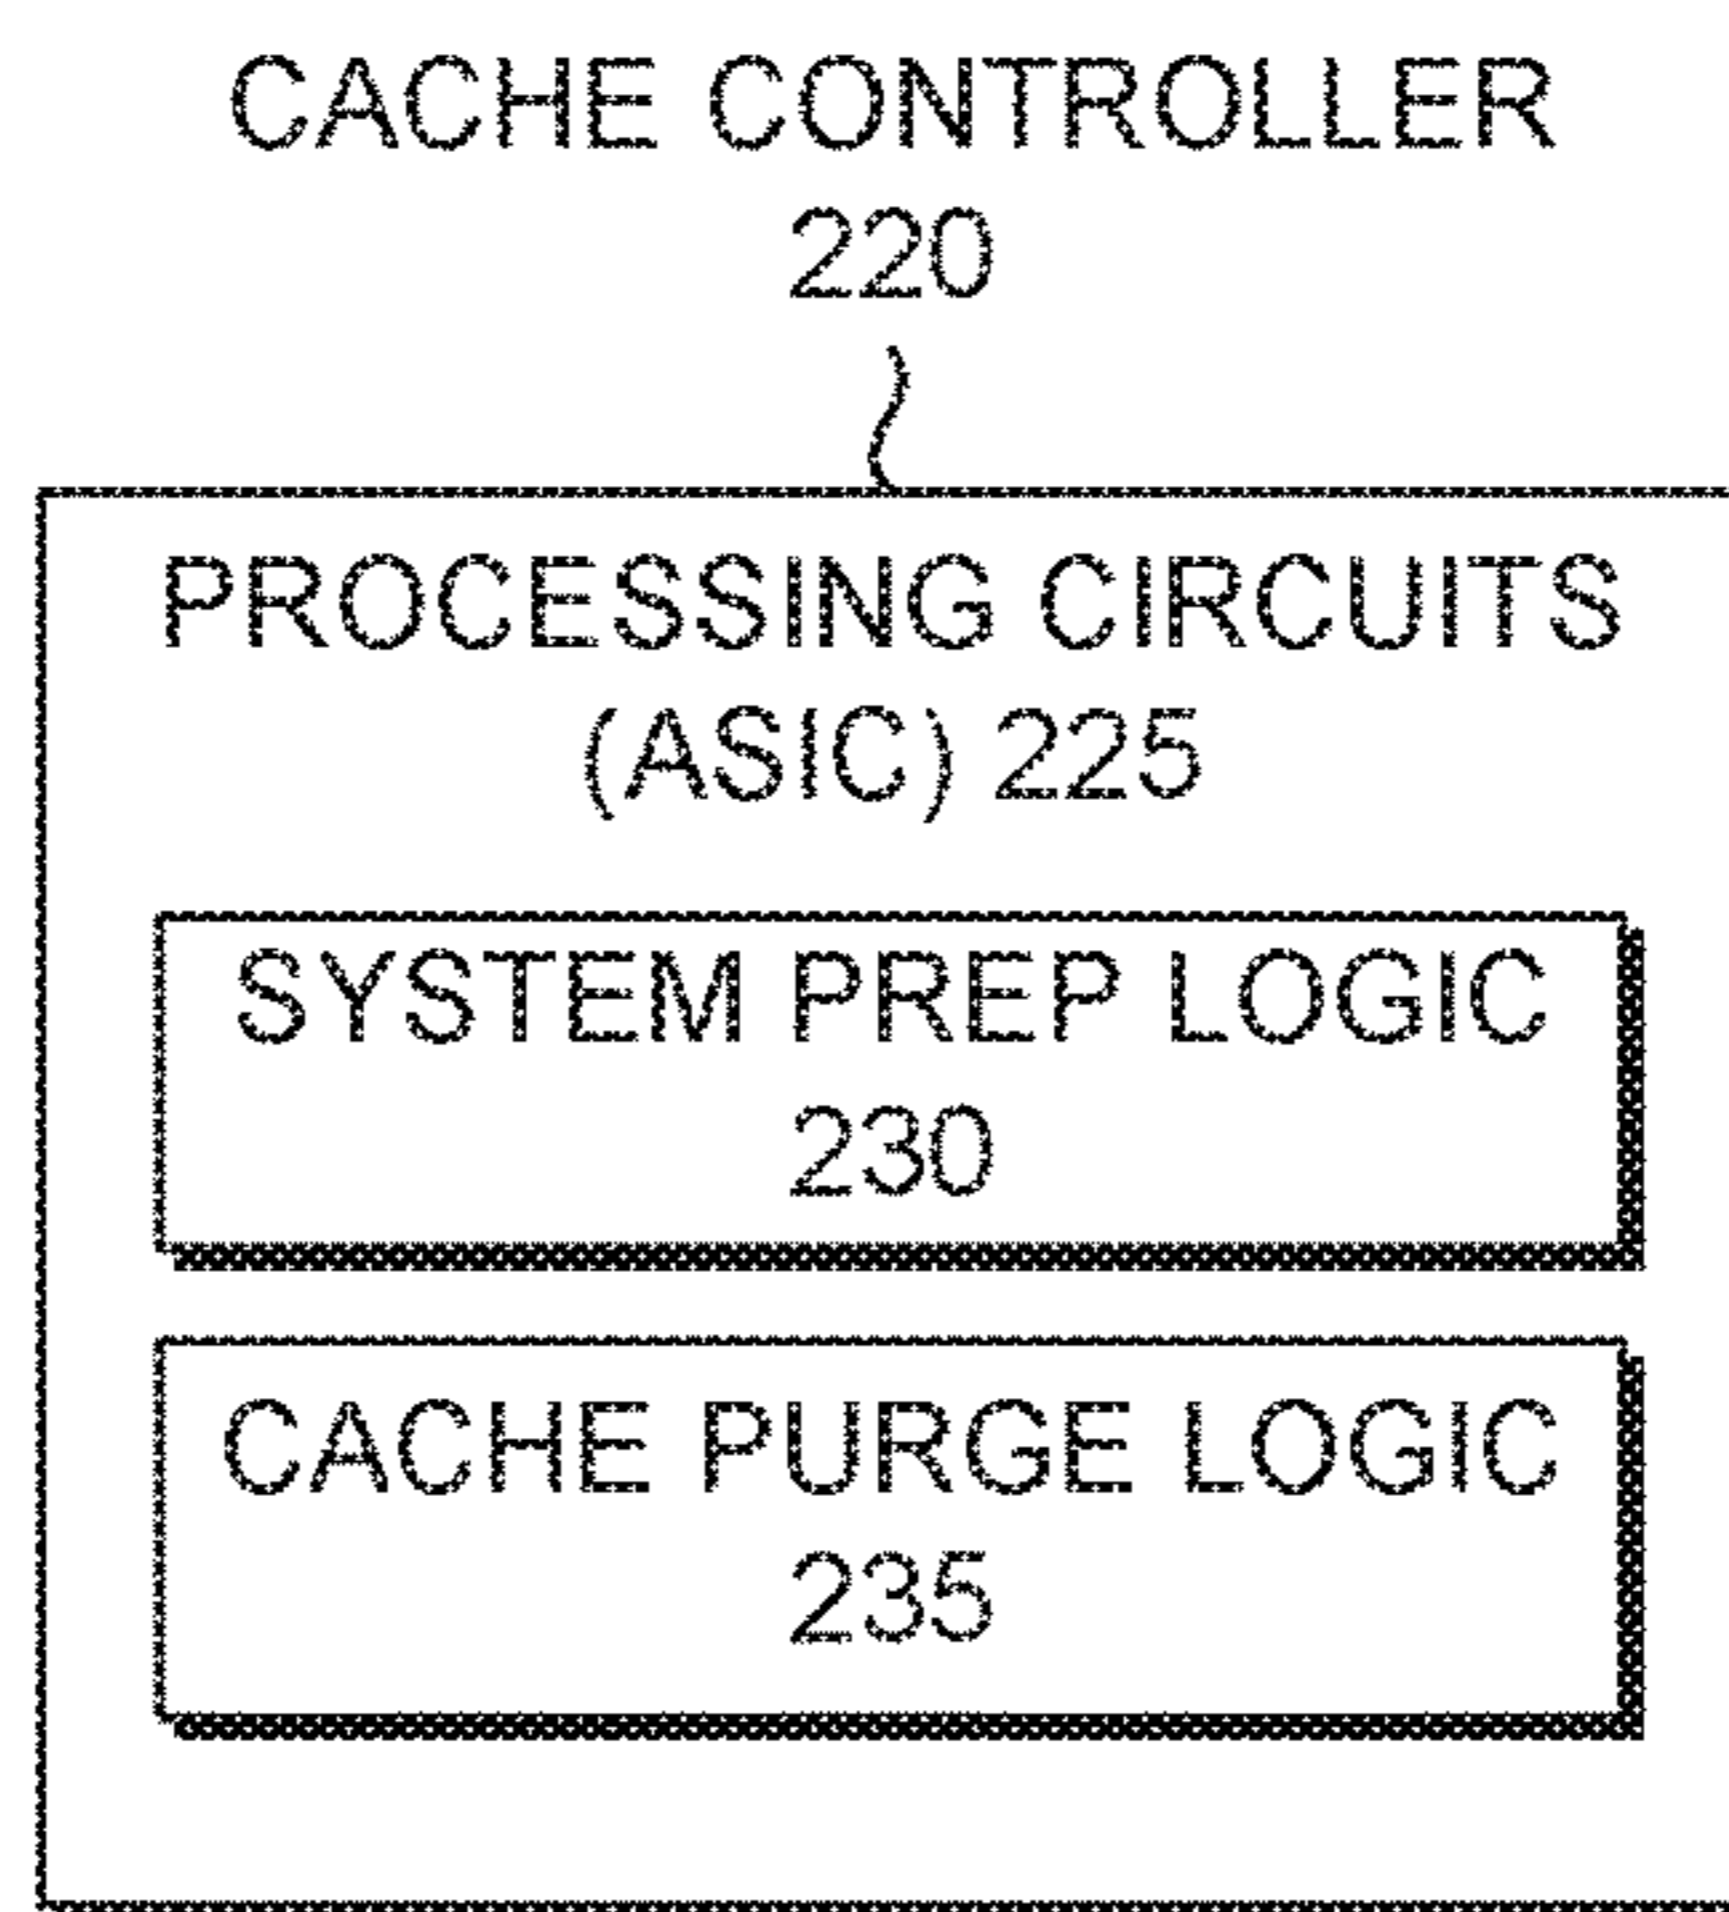 CACHE CONTROLLER
220
PROCESSING CIRCUITS
(ASIC) 225
SYSTEM PREP LOGIC
230
CACHE PURGE LOGIC
235